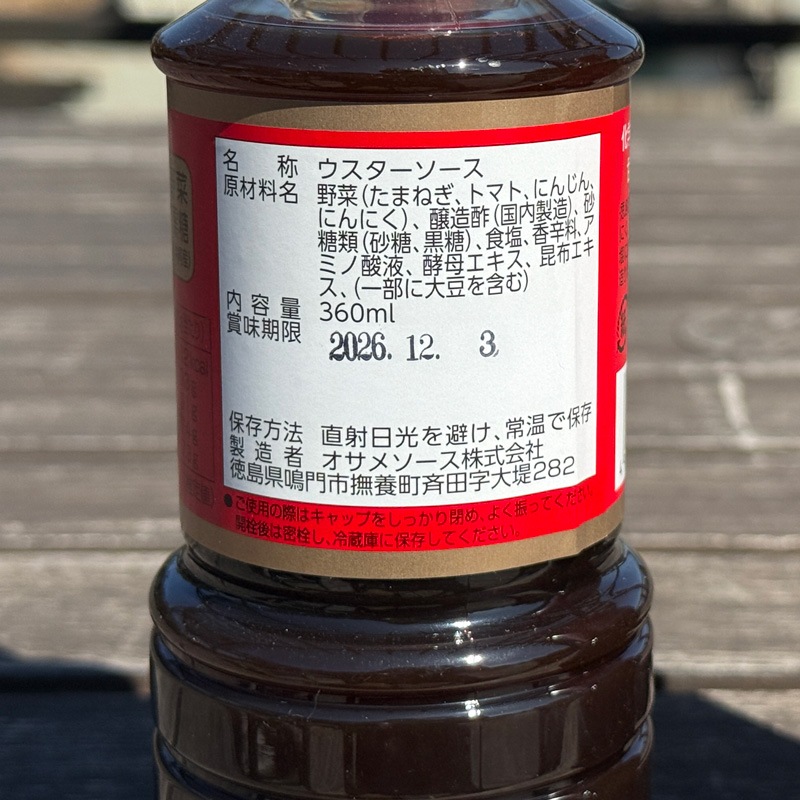 名称 ウスターソース
原材料名 野菜(たまねぎ、トマト、にんじん、
にんにく)、醸造酢(国内製造)、砂
糖類(砂糖、黒糖)、食塩、香辛料、ア
ミノ酸液、酵母エキス、昆布エキ
ス、(一部に大豆を含む)
内容量 360ml
賞味期限 2026.12. 3
保存方法 直射日光を避け、常温で保存
製造者 オサメソース株式会社
徳島県鳴門市撫養町斉田字大堤282
●ご使用の際はキャップをしっかり閉め、よく振ってください。
開栓後は密栓し、冷蔵庫に保存してください。
菜
糖